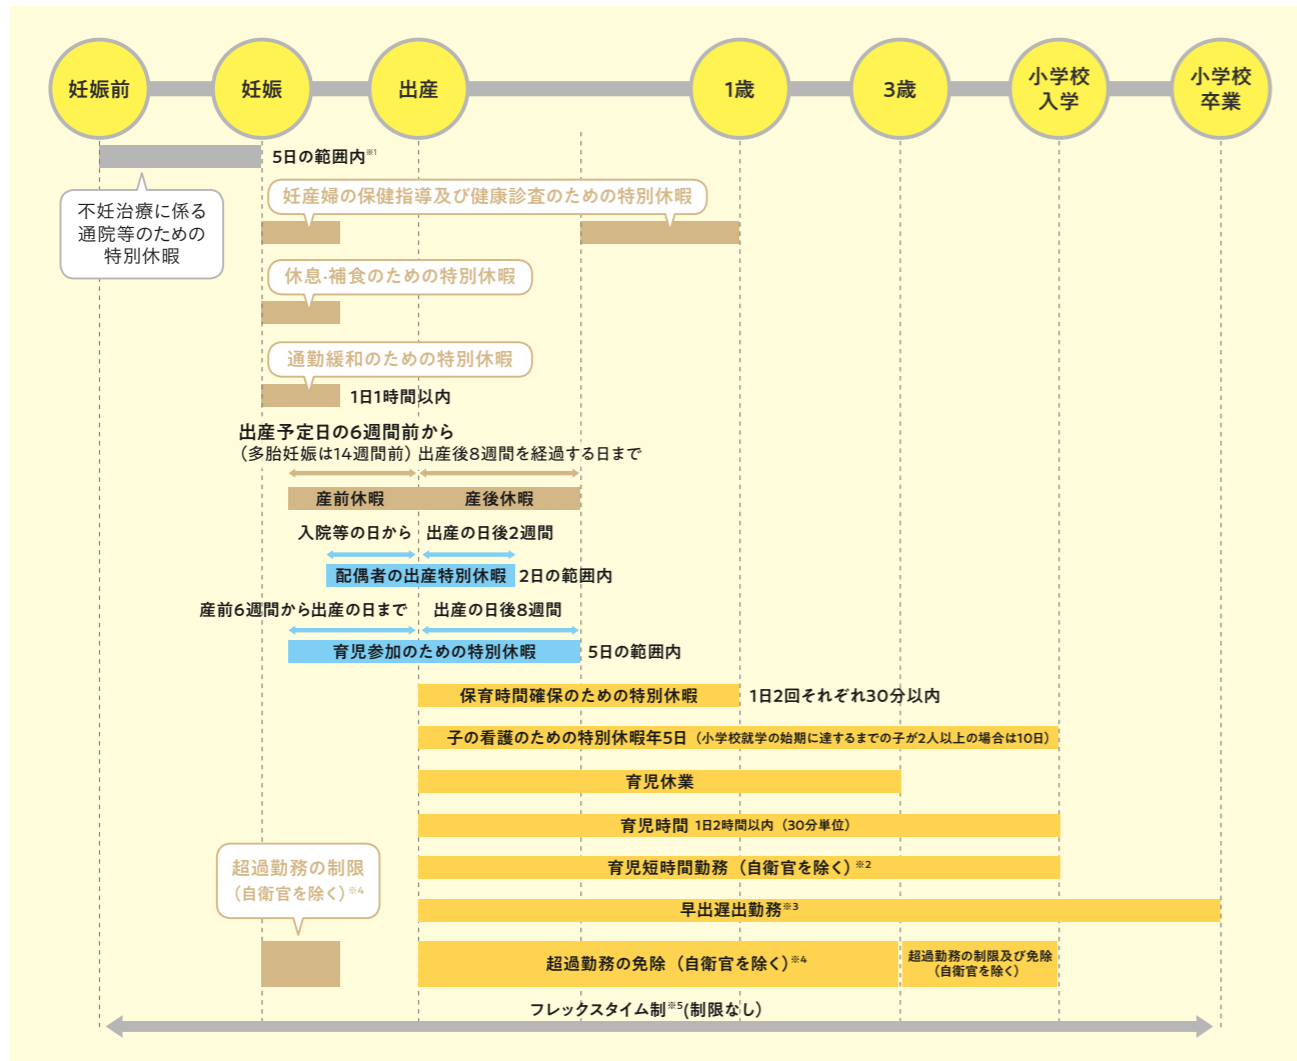 妊娠前
妊娠
出産
1歳
3歳
小学校
入学
小学校
卒業
5日の範囲内※1
不妊治療に係る
通院等のための
特別休暇
妊産婦の保健指導及び健康診査のための特別休暇
休息·補食のための特別休暇
通勤緩和のための特別休暇
1日1時間以内
出産予定日の6週間前から
（多胎妊娠は14週間前）出産後8週間を経過する日まで
産前休暇 産後休暇
入院等の日から 出産の日後2週間
配偶者の出産特別休暇 2日の範囲内
産前6週間から出産の日まで 出産の日後8週間
育児参加のための特別休暇 5日の範囲内
保育時間確保のための特別休暇 1日2回それぞれ30分以内
子の看護のための特別休暇年5日（小学校就学の始期に達するまでの子が2人以上の場合は10日）
育児休業
育児時間 1日2時間以内（30分単位）
育児短時間勤務（自衛官を除く）※2
早出遅出勤務※3
超過勤務の制限
（自衛官を除く）※4
超過勤務の免除（自衛官を除く）※4
超過勤務の制限及び免除
（自衛官を除く）
フレックスタイム制※5(制限なし）